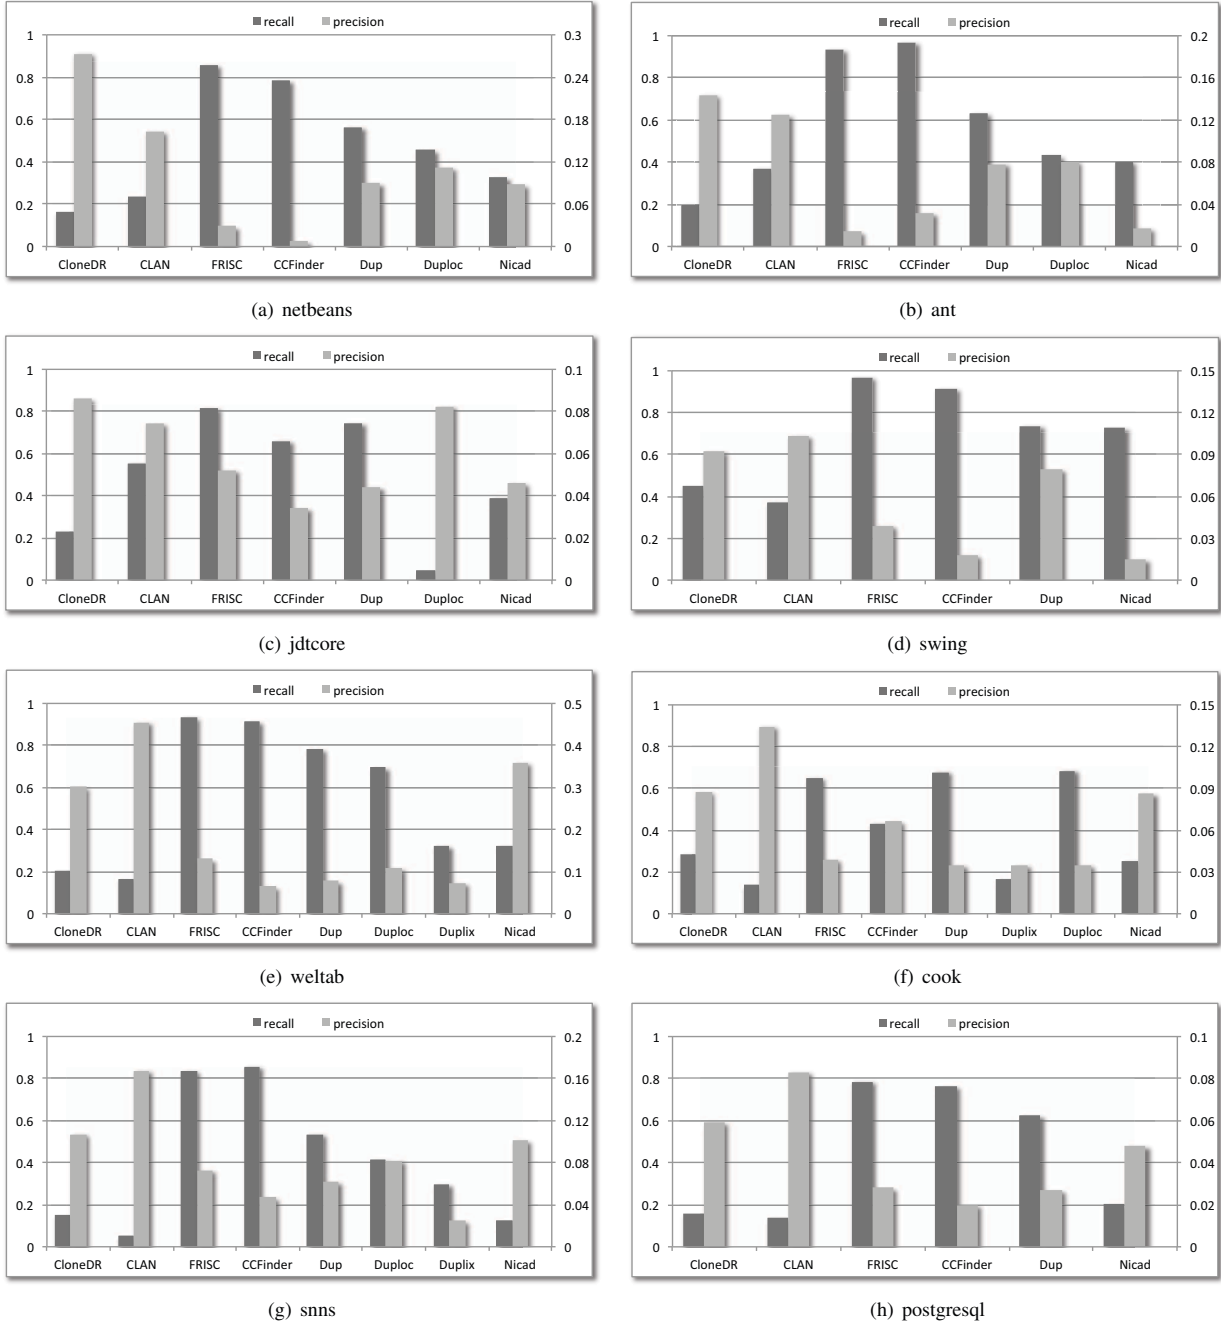 recall precision
1 0.3
0.8 0.24
0.6 0.18
0.4 0.12
0.2 0.06
0 0
CloneDR CLAN FRISC CCFinder Dup Duploc Nicad
(a) netbeans
recall precision
1 0.2
0.8 0.16
0.6 0.12
0.4 0.08
0.2 0.04
0 0
CloneDR CLAN FRISC CCFinder Dup Duploc Nicad
(b) ant
recall precision
1 0.1
0.8 0.08
0.6 0.06
0.4 0.04
0.2 0.02
0 0
CloneDR CLAN FRISC CCFinder Dup Duploc Nicad
(c) jdtcore
recall precision
1 0.15
0.8 0.12
0.6 0.09
0.4 0.06
0.2 0.03
0 0
CloneDR CLAN FRISC CCFinder Dup Nicad
(d) swing
recall precision
1 0.5
0.8 0.4
0.6 0.3
0.4 0.2
0.2 0.1
0 0
CloneDR CLAN FRISC CCFinder Dup Duploc Duplix Nicad
(e) weltab
recall precision
1 0.15
0.8 0.12
0.6 0.09
0.4 0.06
0.2 0.03
0 0
CloneDR CLAN FRISC CCFinder Dup Duplix Duploc Nicad
(f) cook
recall precision
1 0.2
0.8 0.16
0.6 0.12
0.4 0.08
0.2 0.04
0 0
CloneDR CLAN FRISC CCFinder Dup Duploc Duplix Nicad
(g) snns
recall precision
1 0.1
0.8 0.08
0.6 0.06
0.4 0.04
0.2 0.02
0 0
CloneDR CLAN FRISC CCFinder Dup Nicad
(h) postgresql